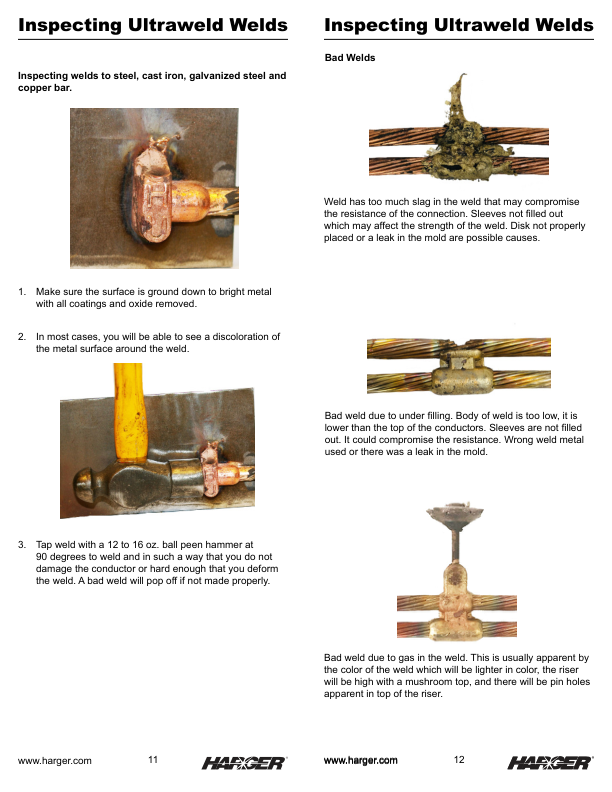 Inspecting Ultraweld Welds
Inspecting welds to steel, cast iron, galvanized steel and
copper bar.
1. Make sure the surface is ground down to bright metal
with all coatings and oxide removed.
2. In most cases, you will be able to see a discoloration of
the metal surface around the weld.
3. Tap weld with a 12 to 16 oz. ball peen hammer at
90 degrees to weld and in such a way that you do not
damage the conductor or hard enough that you deform
the weld. A bad weld will pop off if not made properly.
www.harger.com
11
HARGER
Inspecting Ultraweld Welds
Bad Welds
Weld has too much slag in the weld that may compromise
the resistance of the connection. Sleeves not filled out
which may affect the strength of the weld. Disk not properly
placed or a leak in the mold are possible causes.
Bad weld due to under filling. Body of weld is too low, it is
lower than the top of the conductors. Sleeves are not filled
out. It could compromise the resistance. Wrong weld metal
used or there was a leak in the mold.
Bad weld due to gas in the weld. This is usually apparent by
the color of the weld which will be lighter in color, the riser
will be high with a mushroom top, and there will be pin holes
apparent in top of the riser.
www.harger.com
12
HARGER